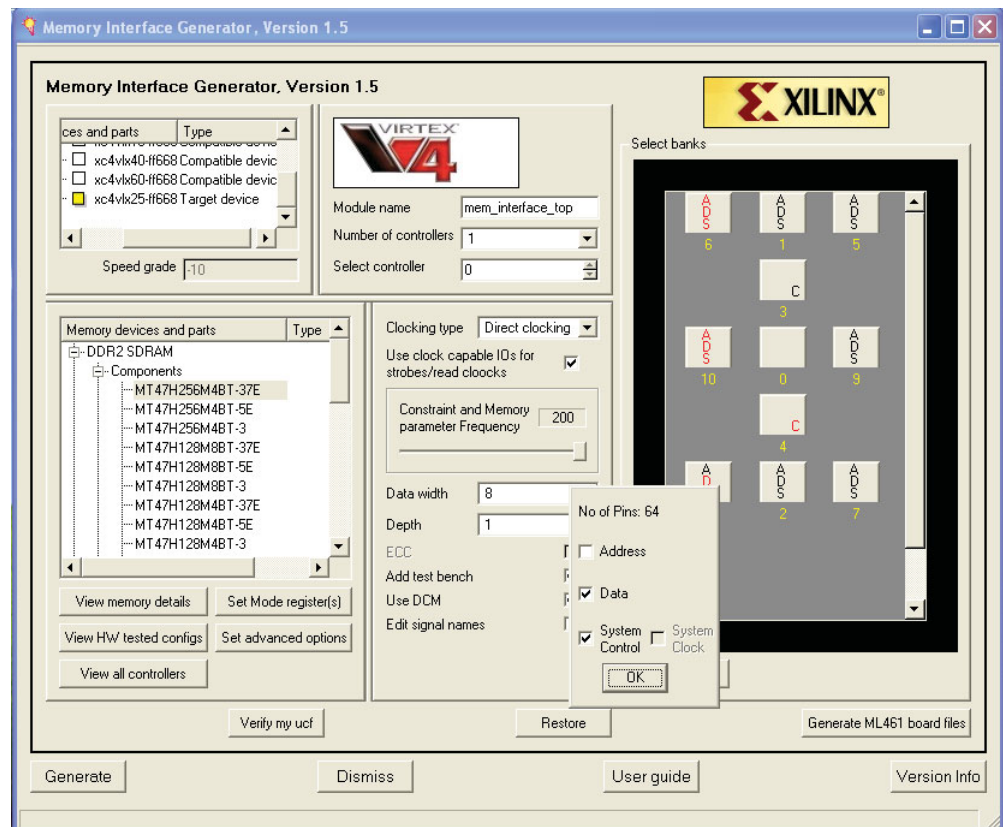 Memory Interface Generator, Version 1.5
Memory Interface Generator, Version 1.5
XILINX®
ces and parts Type
xc4vlx40-ff668 Compatible devic
xc4vlx60-ff668 Compatible devic
xc4vlx25-ff668 Target device
Speed grade -10
VIRTEX
V4
Module name mem_interface_top
Number of controllers 1
Select controller 0
Memory devices and parts Type
DDR2 SDRAM
Components
MT47H256M4BT-37E
MT47H256M4BT-5E
MT47H256M4BT-3
MT47H128M8BT-37E
MT47H128M8BT-5E
MT47H128M8BT-3
MT47H128M4BT-37E
MT47H128M4BT-5E
MT47H128M4BT-3
View memory details Set Mode register(s)
View HW tested configs Set advanced options
View all controllers
Clocking type Direct clocking
Use clock capable IOs for
strobes/read cloocks
Constraint and Memory
parameter Frequency 200
Data width 8
Depth 1
ECC
Add test bench
Use DCM
Edit signal names
Select banks
ADS ADS ADS
6 1 5
C
3
ADS ADS
10 0 9
C
4
AD ADS ADS
2 7
No of Pins: 64
Address
Data
System Control
System Clock
OK
Verify my ucf Restore Generate ML461 board files
Generate Dismiss User guide Version Info